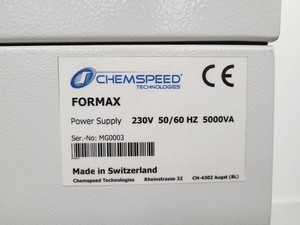 CHEMSPEED
TECHNOLOGIES
CE
FORMAX
Power Supply 230V 50/60 HZ 5000VA
Ser.-No: MG0003
Made in Switzerland
Chemspeed Technologies Rheinstrasse 32 CH-4302 Augst (BL)